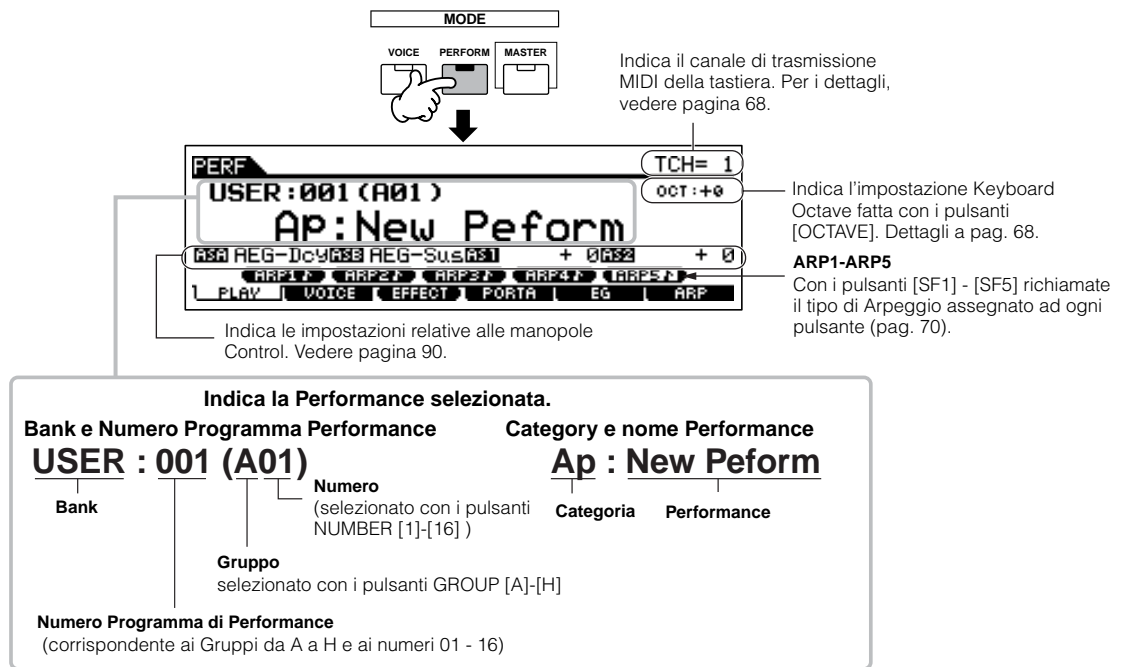 MODE
VOICE PERFORM MASTER
Indica il canale di trasmissione
MIDI della tastiera. Per i dettagli,
vedere pagina 68.
PERF
TCH= 1
USER:001(A01)
OCT:+0
Ap:New Peform
ASA AEG-Dcy ASB AEG-Sus AS1 + 0 AS2 + 0
ARP1♪ ARP2♪ ARP3♪ ARP4♪ ARP5♪
PLAY VOICE EFFECT PORTA EG ARP
Indica l'impostazione Keyboard
Octave fatta con i pulsanti
[OCTAVE]. Dettagli a pag. 68.
ARP1-ARP5
Con i pulsanti [SF1] - [SF5] richiamate
il tipo di Arpeggio assegnato ad ogni
pulsante (pag. 70).
Indica le impostazioni relative alle manopole
Control. Vedere pagina 90.
Indica la Performance selezionata.
Bank e Numero Programma Performance
Category e nome Performance
USER : 001 (A01)
Ap : New Peform
Bank
Numero
(selezionato con i pulsanti
NUMBER [1]-[16] )
Categoria
Performance
Gruppo
selezionato con i pulsanti GROUP [A]-[H]
Numero Programma di Performance
(corrispondente ai Gruppi da A a H e ai numeri 01 - 16)